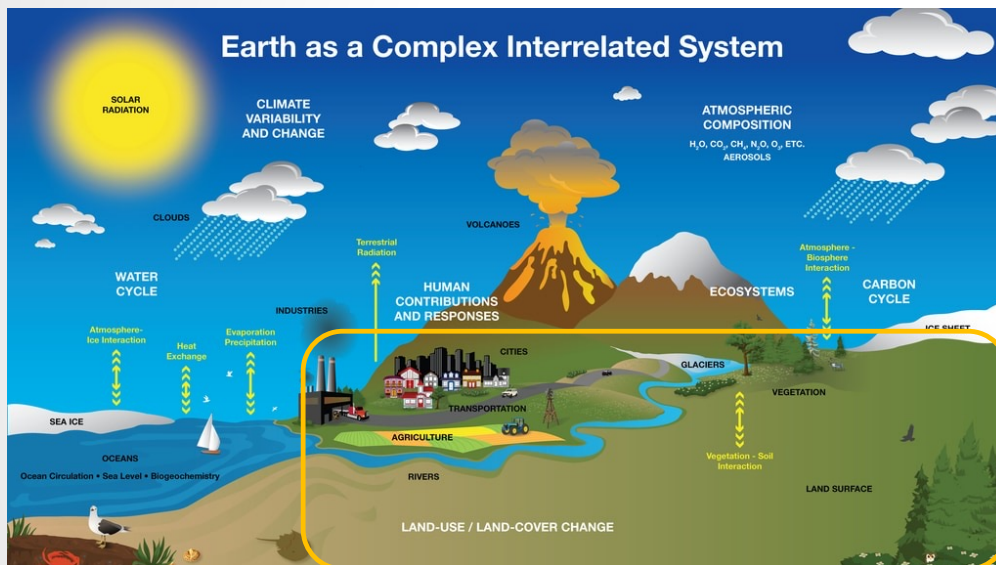 Earth as a Complex Interrelated System
SOLAR
RADIATION
CLIMATE
VARIABILITY
AND CHANGE
ATMOSPHERIC
COMPOSITION
H₂O, CO₂, CH₄, N₂O, O₃, ETC.
AEROSOLS
CLOUDS
VOLCANOES
Terrestrial
Radiation
Atmosphere -
Biosphere
Interaction
WATER
CYCLE
HUMAN
CONTRIBUTIONS
AND RESPONSES
ECOSYSTEMS
CARBON
CYCLE
INDUSTRIES
Atmosphere-
Ice Interaction
Heat
Exchange
Evaporation
Precipitation
ICE SHEET
CITIES
GLACIERS
VEGETATION
TRANSPORTATION
SEA ICE
AGRICULTURE
OCEANS
Ocean Circulation • Sea Level • Biogeochemistry
RIVERS
Vegetation - Soil
Interaction
LAND SURFACE
LAND-USE / LAND-COVER CHANGE